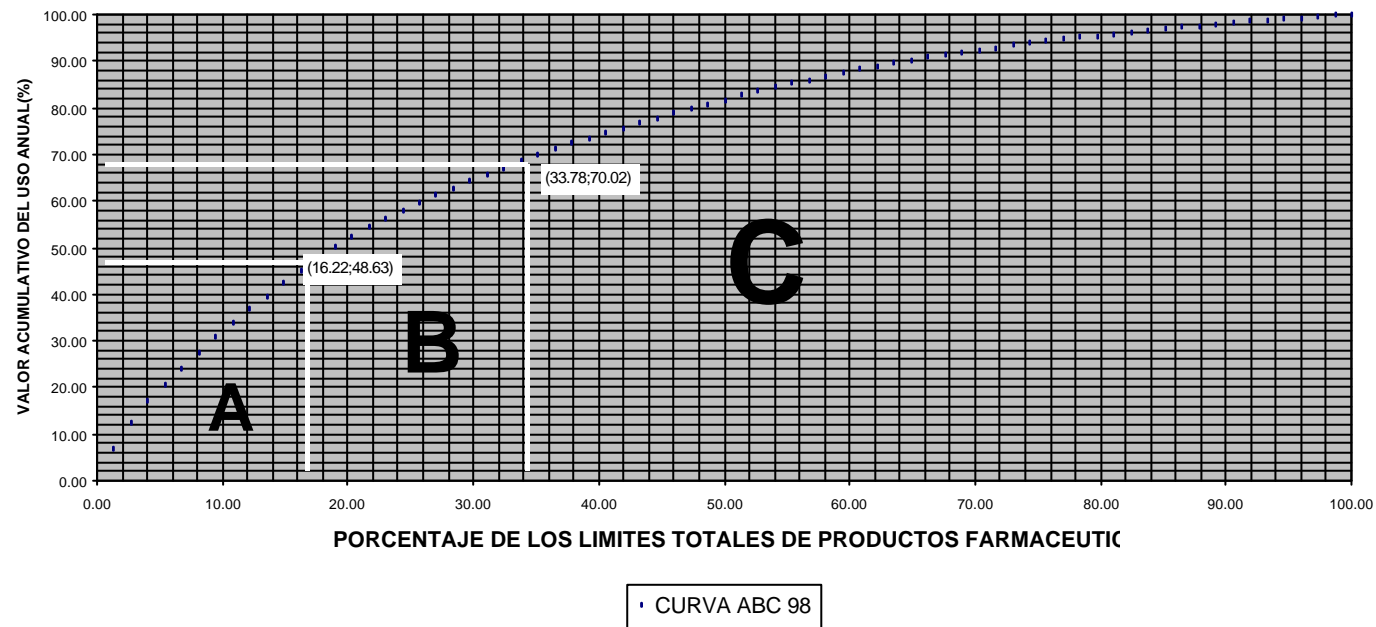 VALOR ACUMULATIVO DEL USO ANUAL(%)
100.00
90.00
80.00
70.00
60.00
50.00
40.00
30.00
20.00
10.00
0.00
(33.78;70.02)
(16.22;48.63)
A
B
C
0.00 10.00 20.00 30.00 40.00 50.00 60.00 70.00 80.00 90.00 100.00
PORCENTAJE DE LOS LIMITES TOTALES DE PRODUCTOS FARMACEUTIC
CURVA ABC 98